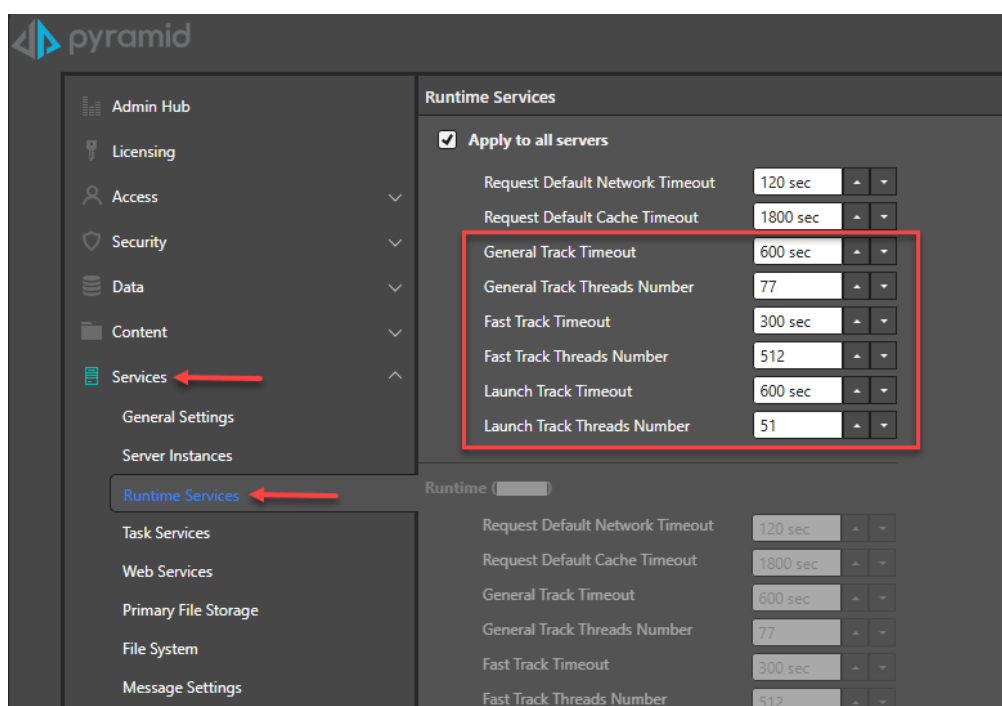 pyramid
Admin Hub
Licensing
Access
Security
Data
Content
Services
General Settings
Server Instances
Runtime Services
Task Services
Web Services
Primary File Storage
File System
Message Settings
Runtime Services
Apply to all servers
Request Default Network Timeout 120 sec
Request Default Cache Timeout 1800 sec
General Track Timeout 600 sec
General Track Threads Number 77
Fast Track Timeout 300 sec
Fast Track Threads Number 512
Launch Track Timeout 600 sec
Launch Track Threads Number 51
Runtime ( )
Request Default Network Timeout 120 sec
Request Default Cache Timeout 1800 sec
General Track Timeout 600 sec
General Track Threads Number 77
Fast Track Timeout 300 sec
Fast Track Threads Number 512